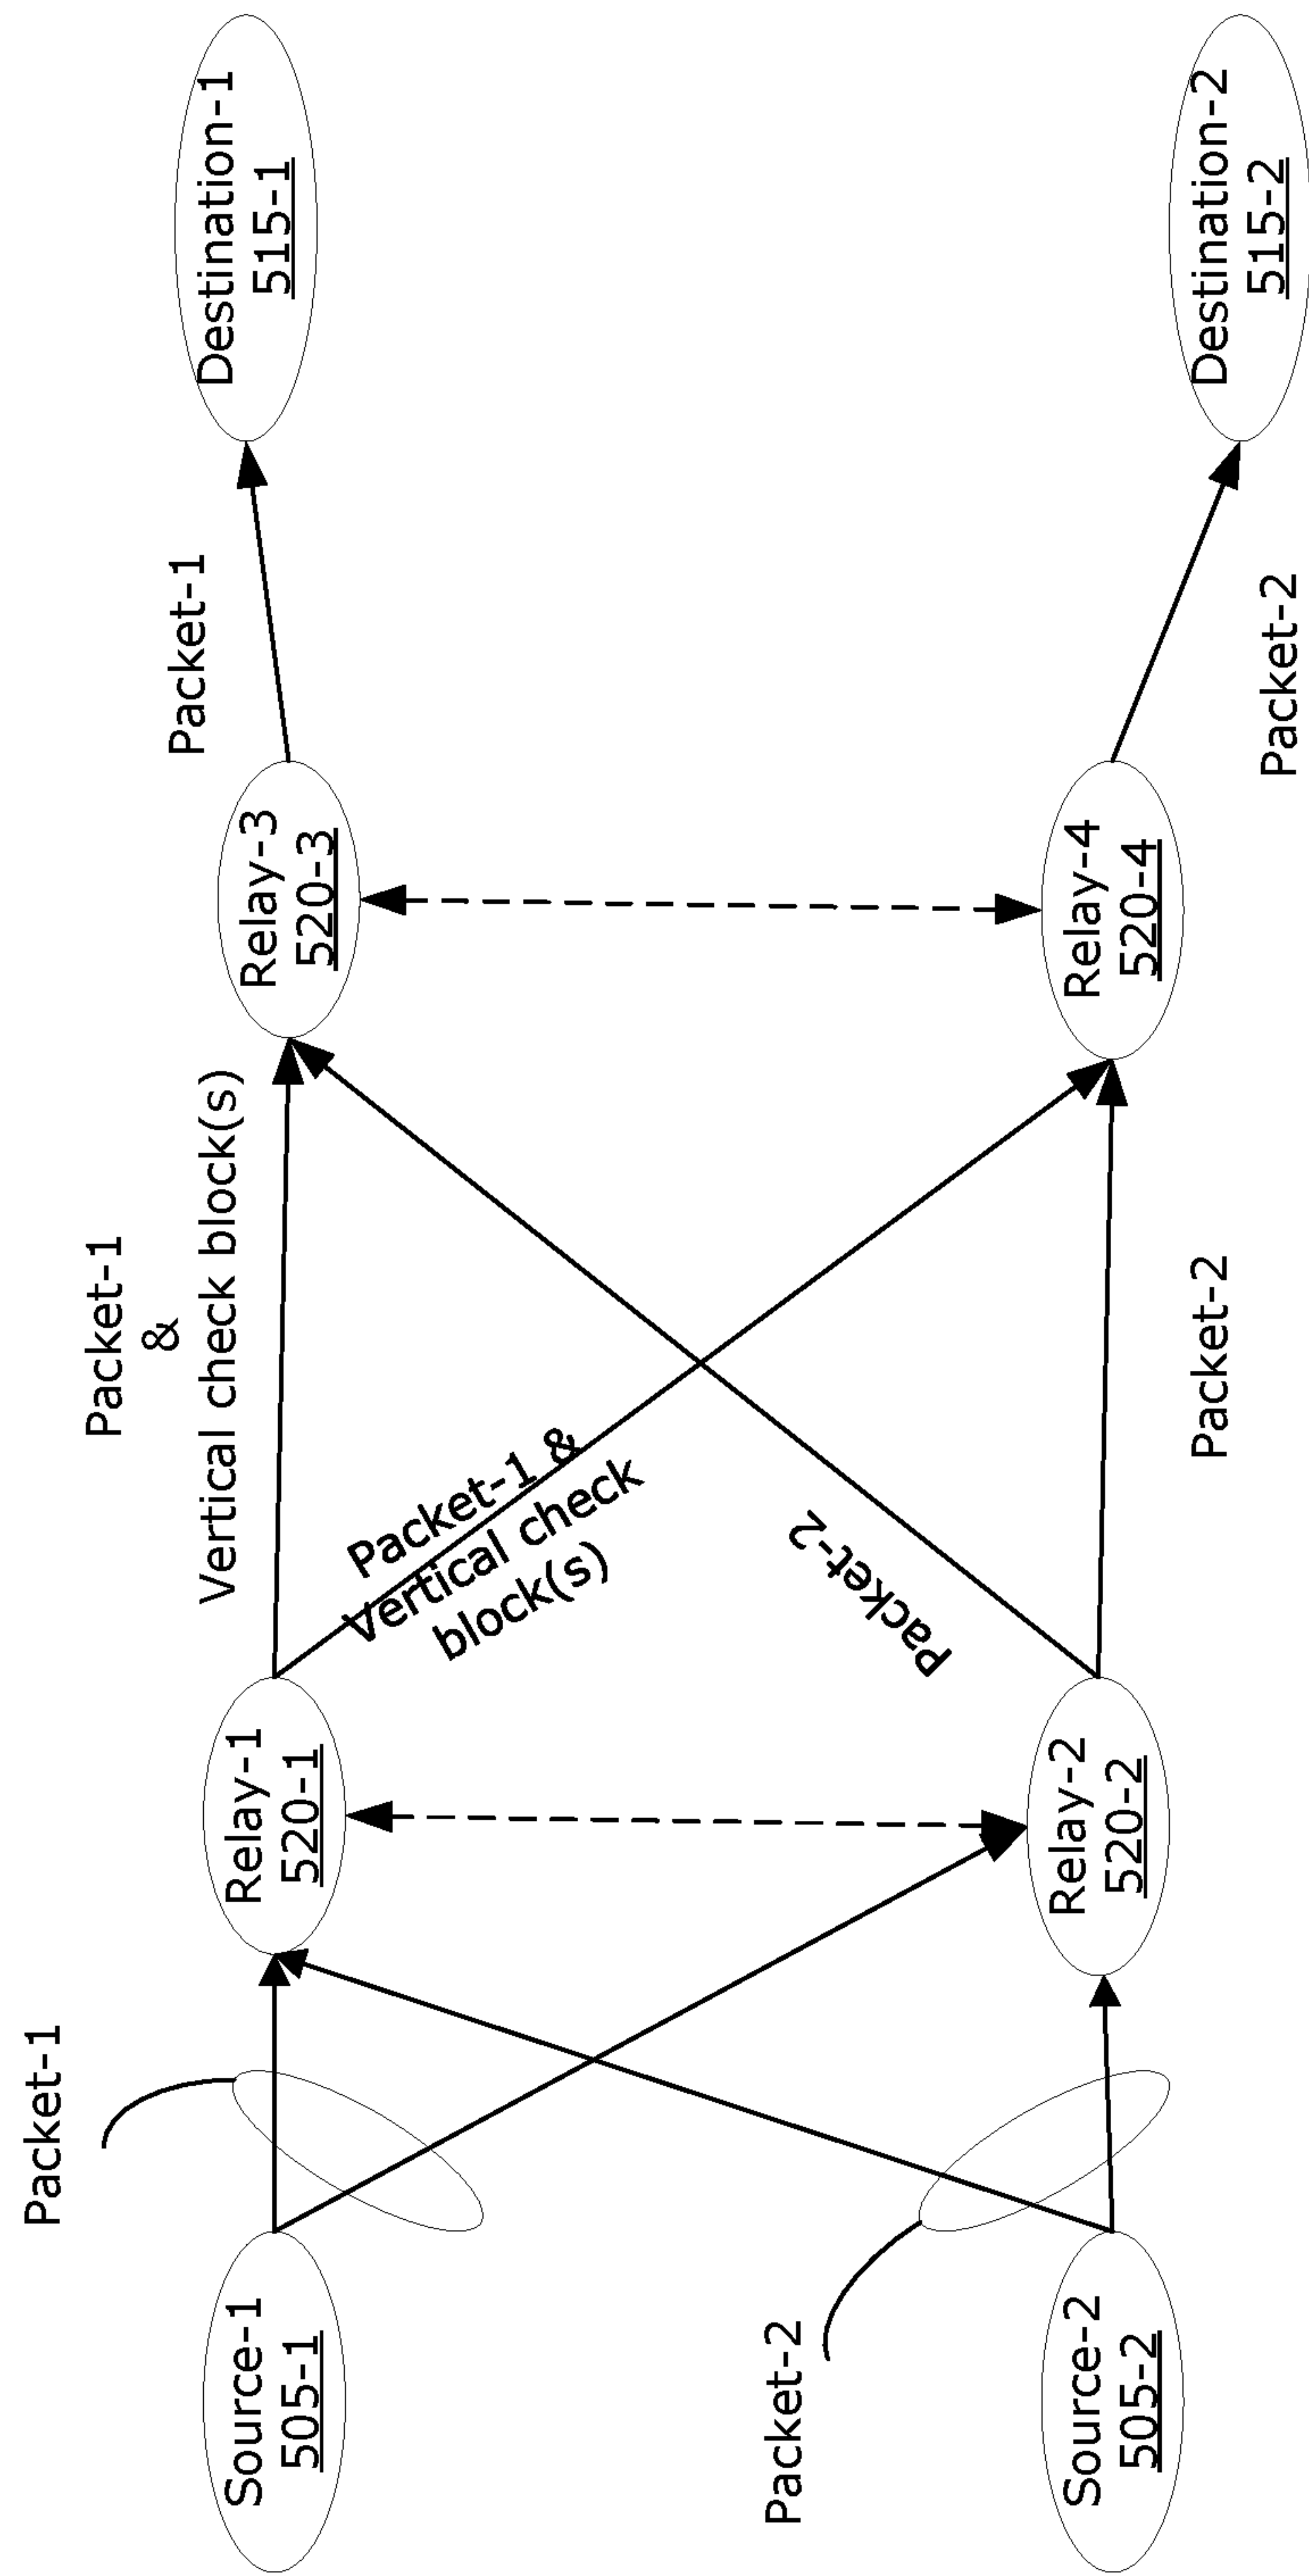 Packet-1
Packet-1
&
Vertical check block(s)
Packet-1
Source-1
505-1
Relay-1
520-1
Relay-3
520-3
Destination-1
515-1
Packet-1 &
Vertical check
block(s)
Packet-2
Packet-2
Source-2
505-2
Relay-2
520-2
Relay-4
520-4
Destination-2
515-2
Packet-2
Packet-2